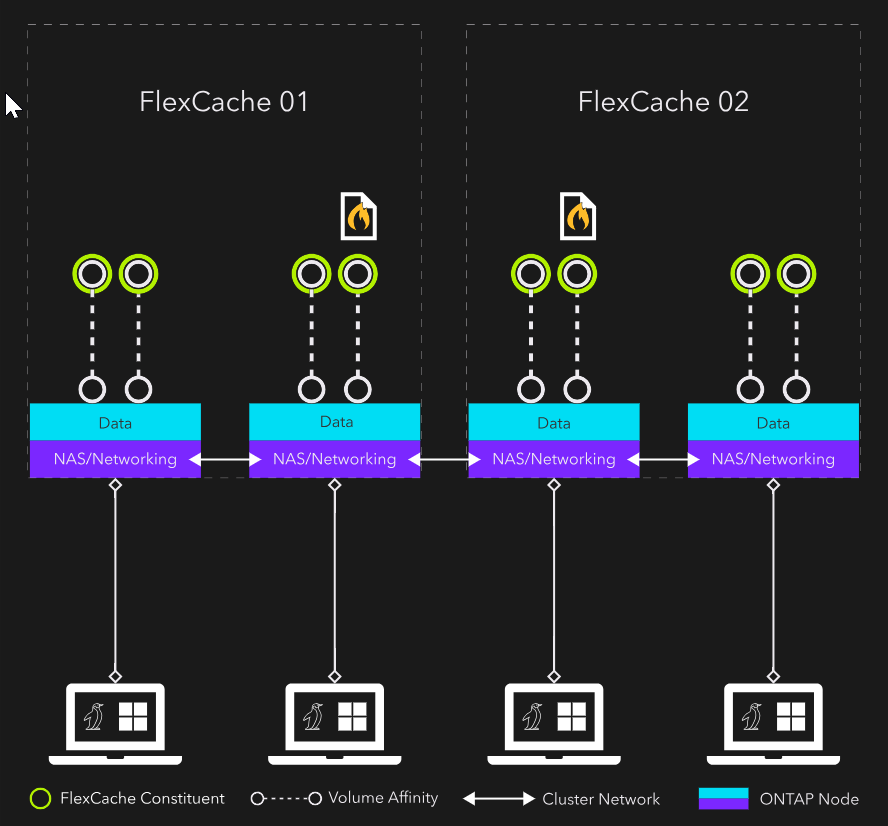 FlexCache 01
FlexCache 02
Data
Data
Data
Data
NAS/Networking
NAS/Networking
NAS/Networking
NAS/Networking
FlexCache Constituent
Volume Affinity
Cluster Network
ONTAP Node